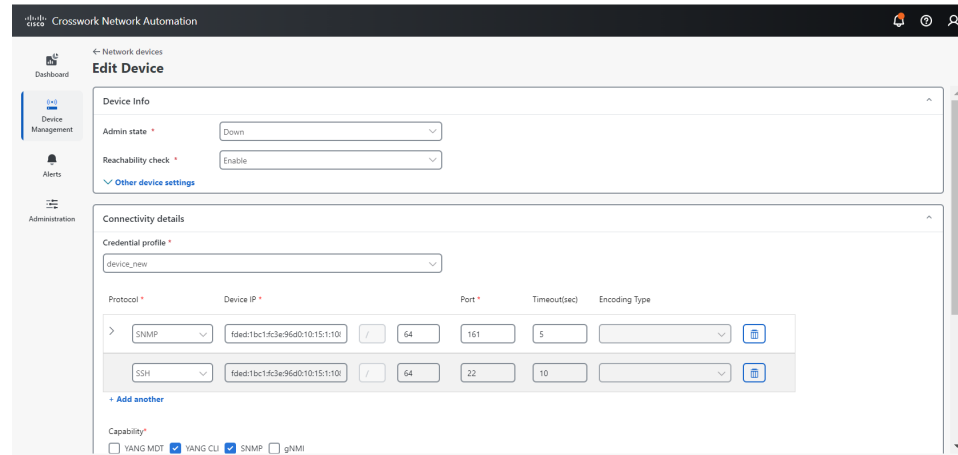 cisco Crosswork Network Automation
Dashboard
Device Management
Alerts
Administration
← Network devices
Edit Device
Device Info
Admin state * Down
Reachability check * Enable
Other device settings
Connectivity details
Credential profile *
device_new
Protocol * Device IP * Port * Timeout(sec) Encoding Type
SNMP fded:1bc1:fc3e:96d0:10:15:1:10 / 64 161 5
SSH fded:1bc1:fc3e:96d0:10:15:1:10 / 64 22 10
+ Add another
Capability*
YANG MDT YANG CLI SNMP gNMI